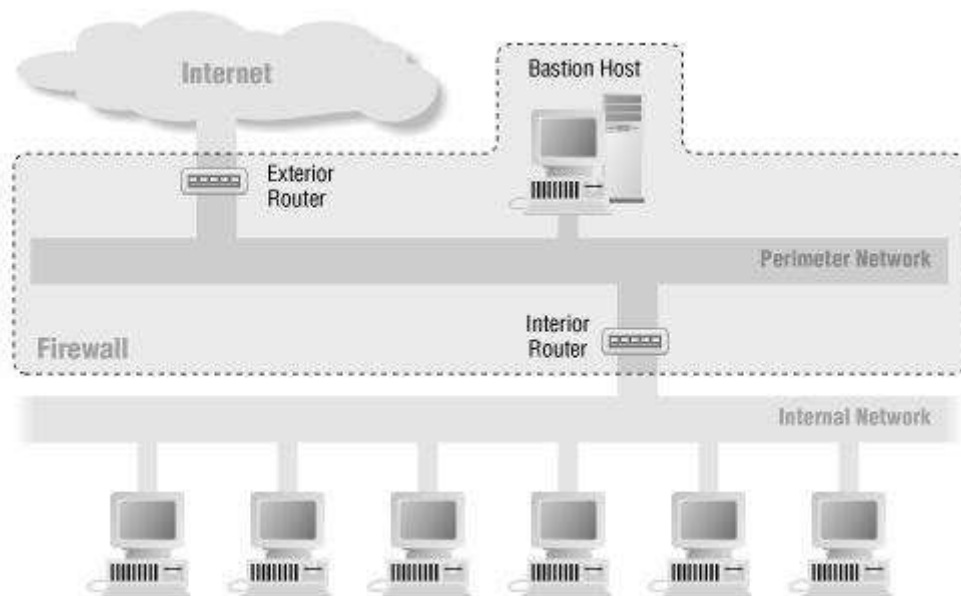 Internet
Bastion Host
Exterior
Router
Perimeter Network
Interior
Router
Firewall
Internal Network